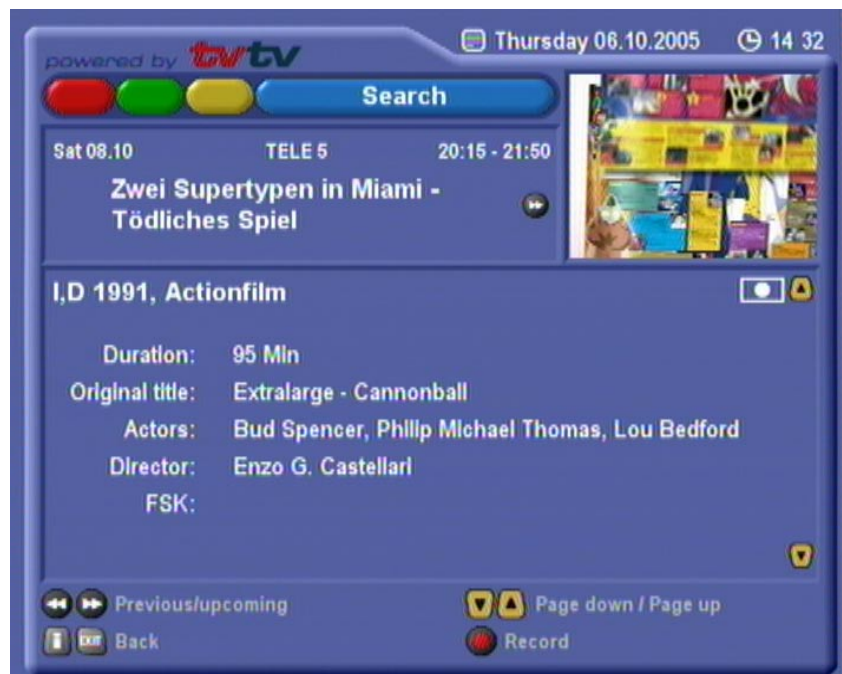 powered by tvtv
Thursday 06.10.2005 14 32
Search
Sat 08.10 TELE 5 20:15 - 21:50
Zwei Supertypen in Miami -
Tödliches Spiel
I,D 1991, Actionfilm
Duration: 95 Min
Original title: Extralarge - Cannonball
Actors: Bud Spencer, Philip Michael Thomas, Lou Bedford
Director: Enzo G. Castellari
FSK:
Previous/upcoming
Page down / Page up
i EXIT Back
Record